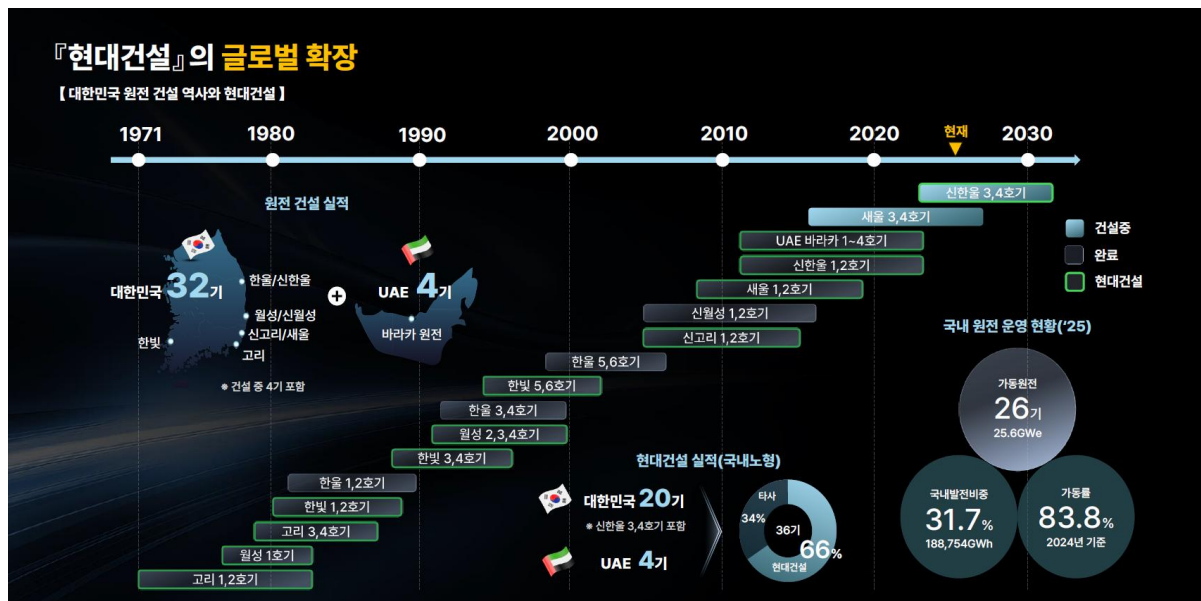 『현대건설』의 글로벌 확장
【 대한민국 원전 건설 역사와 현대건설 】
1971 1980 1990 2000 2010 2020 현재 2030
원전 건설 실적
대한민국 32기
한울/신한울
월성/신월성
신고리/새울
고리
한빛
※ 건설 중 4기 포함
+
UAE 4기
바라카 원전
신한울 3,4호기
새울 3,4호기
UAE 바라카 1~4호기
신한울 1,2호기
새울 1,2호기
신월성 1,2호기
신고리 1,2호기
한울 5,6호기
한빛 5,6호기
한울 3,4호기
월성 2,3,4호기
한빛 3,4호기
한울 1,2호기
한빛 1,2호기
고리 3,4호기
월성 1호기
고리 1,2호기
건설중
완료
현대건설
현대건설 실적(국내노형)
대한민국 20기
※ 신한울 3,4호기 포함
UAE 4기
타사
34%
36기
66%
현대건설
국내 원전 운영 현황('25)
가동원전
26기
25.6GWe
국내발전비중
31.7%
188,754GWh
가동률
83.8%
2024년 기준